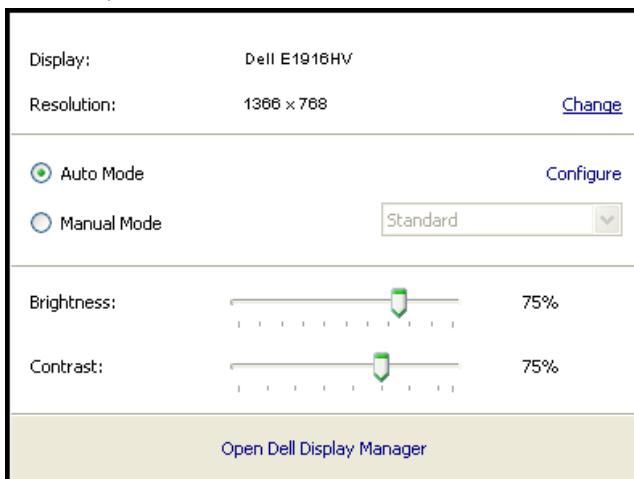 Display: Dell E1916HV
Resolution: 1366 x 768 Change
Auto Mode Configure
Manual Mode Standard
Brightness: 75%
Contrast: 75%
Open Dell Display Manager